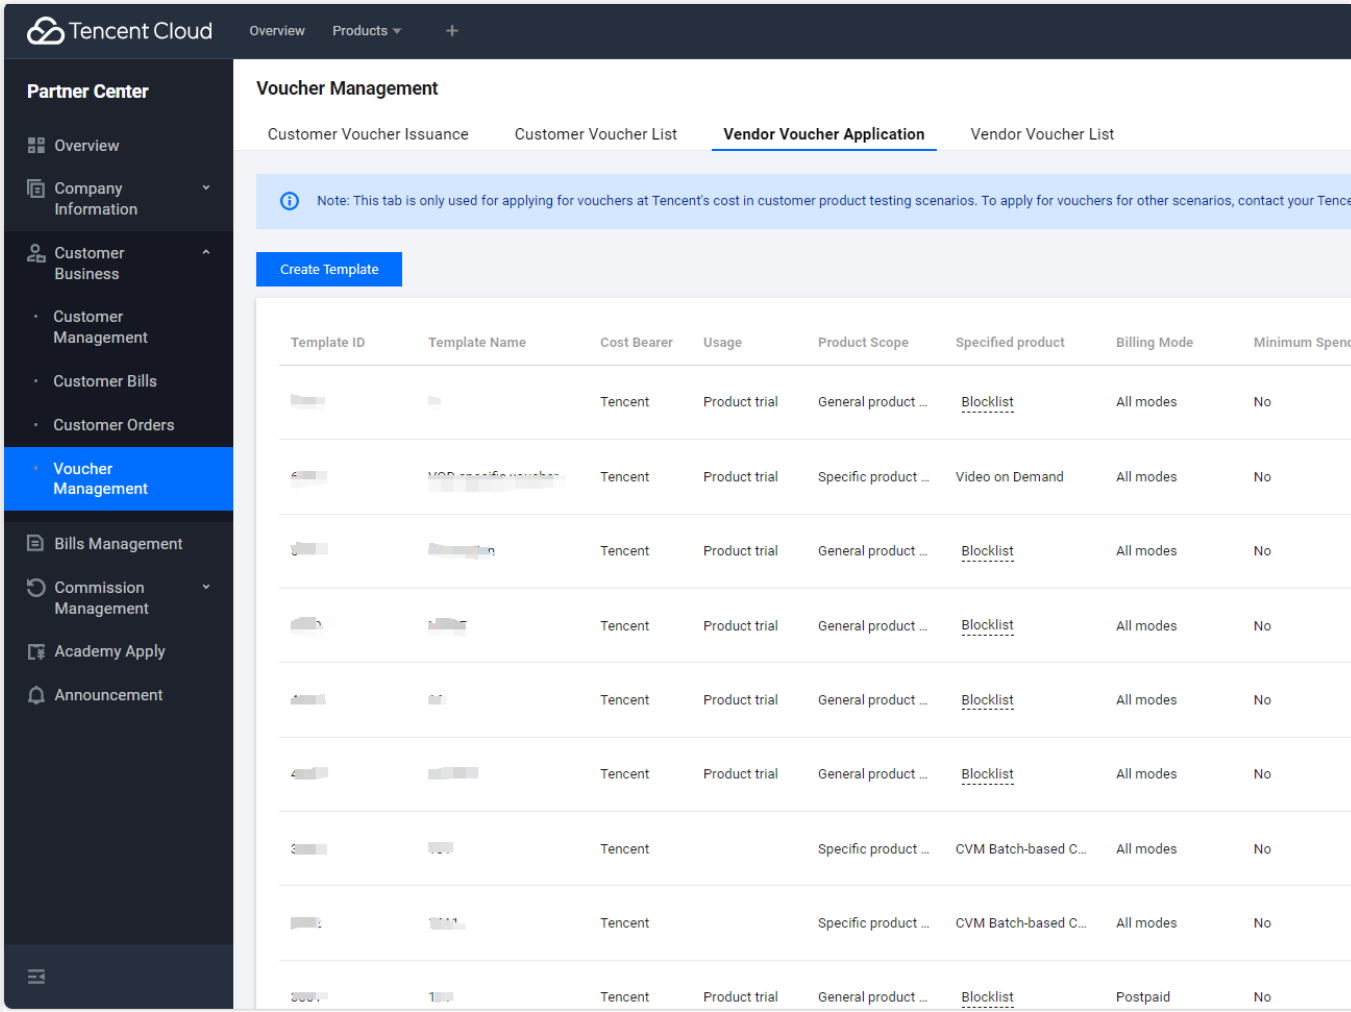 Tencent Cloud Overview Products +
Partner Center
Overview
Company
Information
Customer
Business
Customer
Management
Customer Bills
Customer Orders
Voucher
Management
Bills Management
Commission
Management
Academy Apply
Announcement
Voucher Management
Customer Voucher Issuance Customer Voucher List Vendor Voucher Application Vendor Voucher List
Note: This tab is only used for applying for vouchers at Tencent's cost in customer product testing scenarios. To apply for vouchers for other scenarios, contact your Tence
Create Template
Template ID Template Name Cost Bearer Usage Product Scope Specified product Billing Mode Minimum Spend
Tencent Product trial General product ... Blocklist All modes No
VOD specific voucher Tencent Product trial Specific product ... Video on Demand All modes No
Tencent Product trial General product ... Blocklist All modes No
Tencent Product trial General product ... Blocklist All modes No
Tencent Product trial General product ... Blocklist All modes No
Tencent Product trial General product ... Blocklist All modes No
Tencent Specific product ... CVM Batch-based C... All modes No
Tencent Specific product ... CVM Batch-based C... All modes No
Tencent Product trial General product ... Blocklist Postpaid No